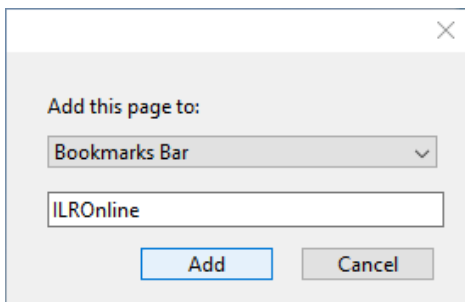 Add this page to:
Bookmarks Bar
ILROnline
Add
Cancel